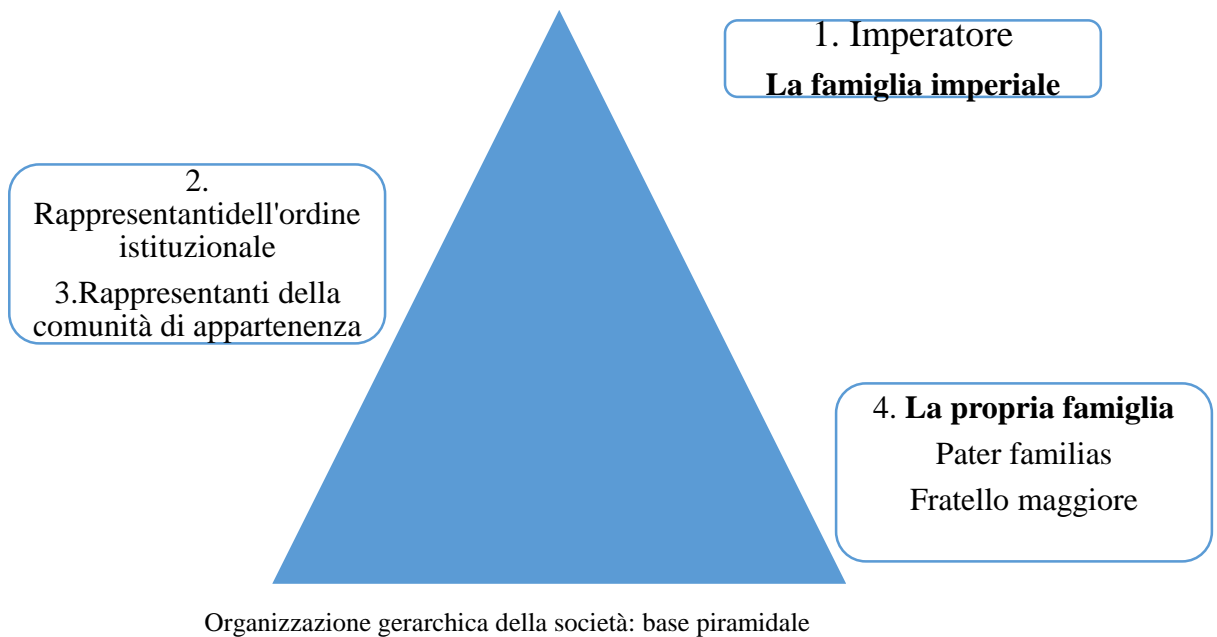 1. Imperatore
La famiglia imperiale
2.
Rappresentantidell'ordine
istituzionale
3.Rappresentanti della
comunità di appartenenza
4. La propria famiglia
Pater familias
Fratello maggiore
Organizzazione gerarchica della società: base piramidale